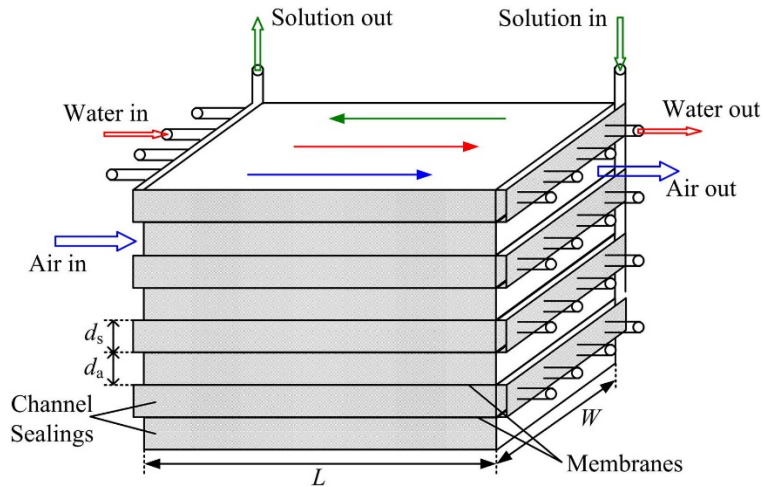 Solution out
Solution in
Water in
Water out
Air out
Air in
ds
da
Channel
Sealings
W
L
Membranes